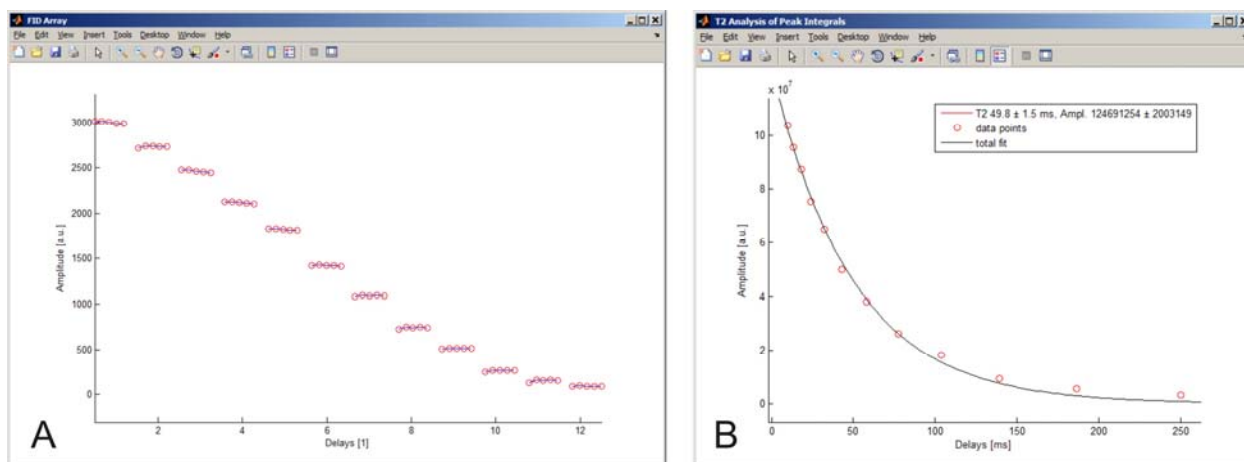 FID Array
File Edit View Insert Tools Desktop Window Help
Amplitude [a.u.]
3000
2500
2000
1500
1000
500
0
2 4 6 8 10 12
Delays [1]
A
T2 Analysis of Peak Integrals
File Edit View Insert Tools Desktop Window Help
x 10^7
T2 49.8 ± 1.5 ms, Ampl. 124691254 ± 2003149
data points
total fit
Amplitude [a.u.]
10
8
6
4
2
0
0 50 100 150 200 250
Delays [ms]
B